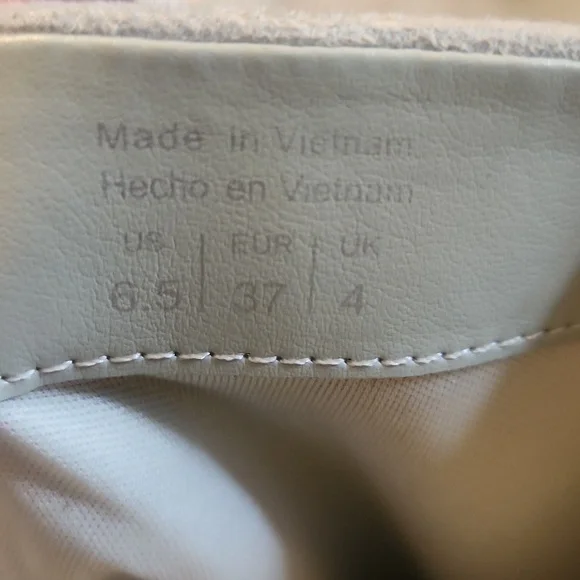 Made in Vietnam
Hecho en Vietnam
US | EUR | UK
6.5 | 37 | 4